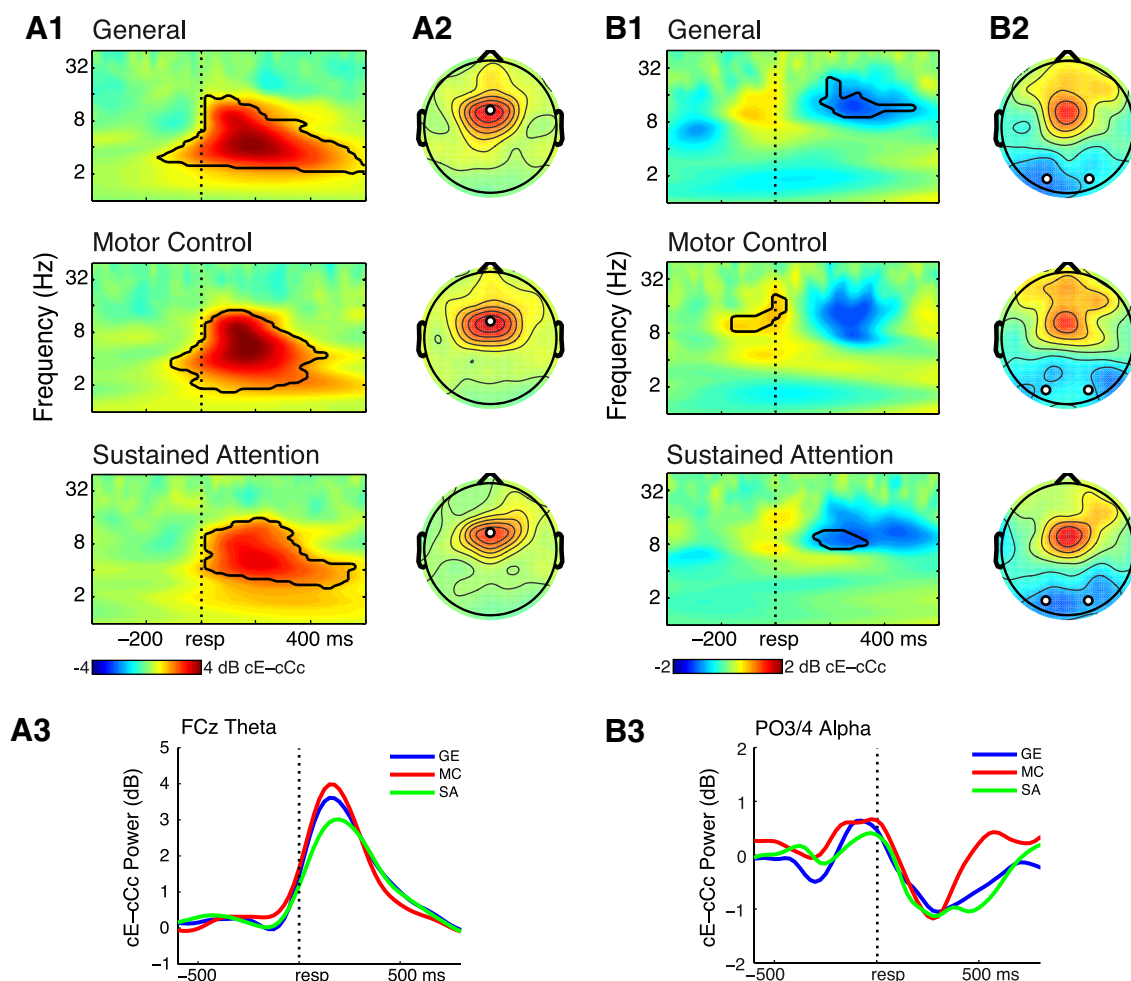 A1
General
A2
B1
General
B2
32
8
2
32
8
2
Motor Control
Motor Control
Frequency (Hz)
32
8
2
Frequency (Hz)
32
8
2
Sustained Attention
Sustained Attention
32
8
2
−200 resp 400 ms
32
8
2
−200 resp 400 ms
-4 4 dB cE−cCc
-2 2 dB cE−cCc
A3
FCz Theta
cE−cCc Power (dB)
5
4
3
2
1
0
−1
GE
MC
SA
−500 resp 500 ms
B3
PO3/4 Alpha
cE−cCc Power (dB)
2
1
0
−1
−2
GE
MC
SA
−500 resp 500 ms